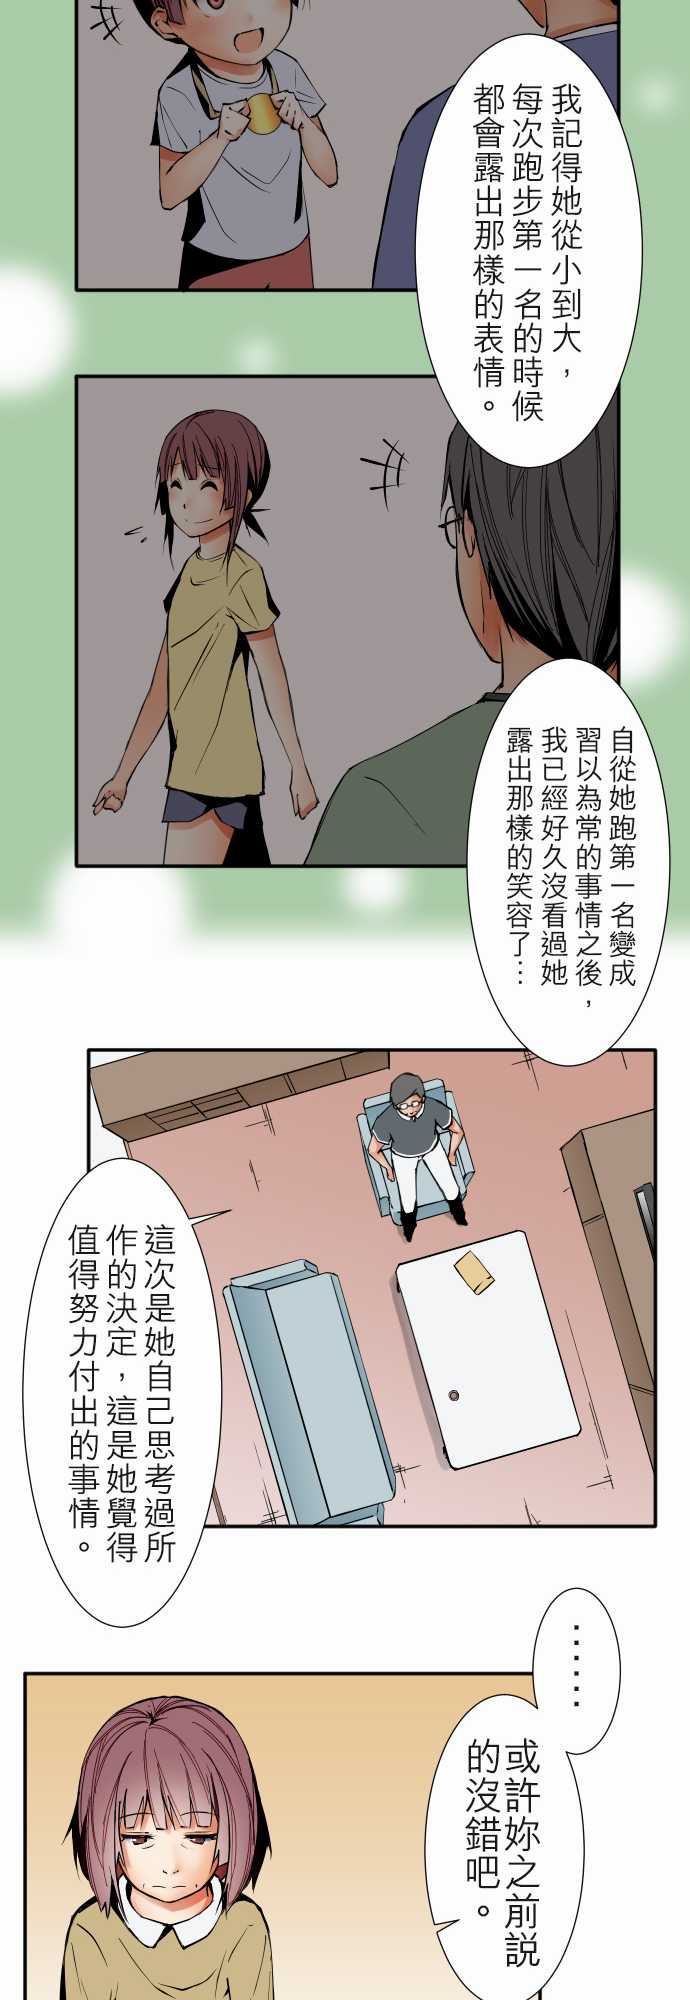 我記得她從小到大，
每次跑步第一名的時候
都會露出那樣的表情。
自從她跑第一名變成
習以為常的事情之後，
我已經好久沒看過她
露出那樣的笑容了…
這次是她自己思考過所
作的決定，這是她覺得
值得努力付出的事情。
……
或許妳之前說
的沒錯吧。